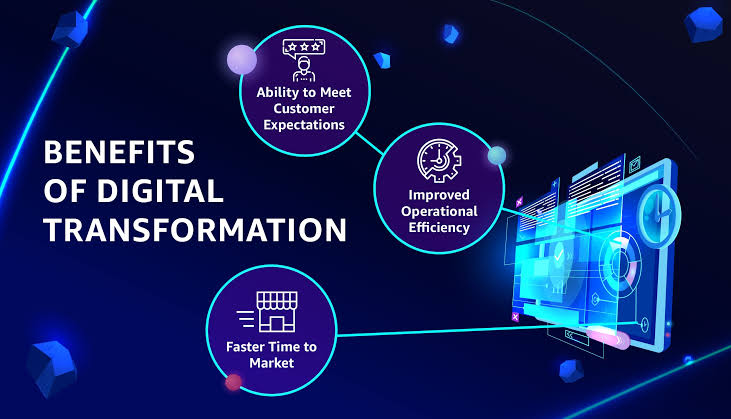 BENEFITS
OF DIGITAL
TRANSFORMATION
Ability to Meet
Customer
Expectations
Improved
Operational
Efficiency
Faster Time to
Market